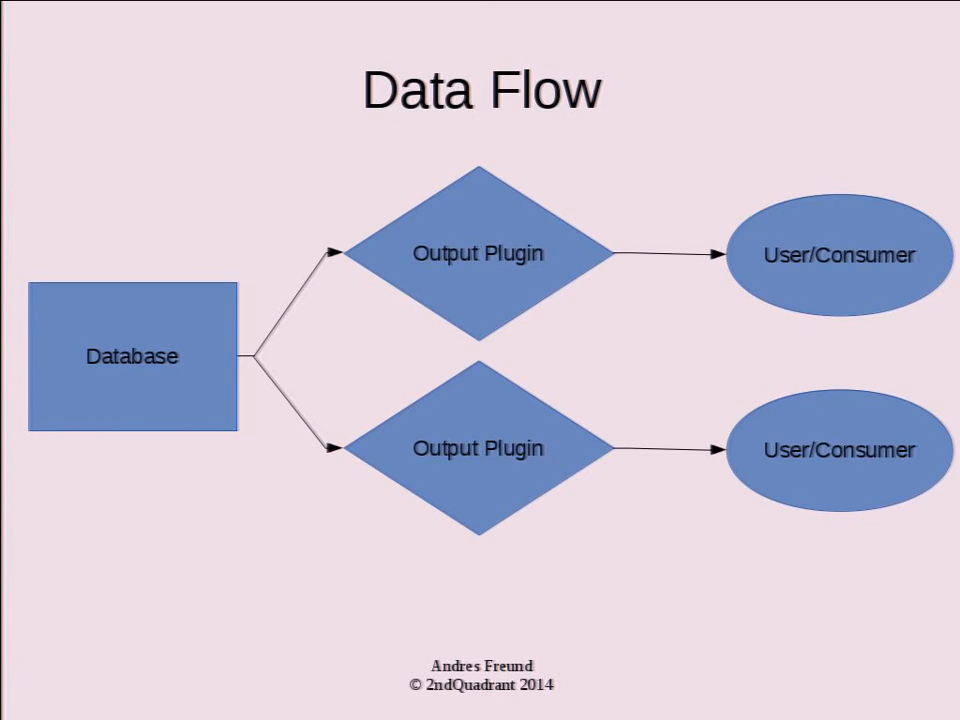 Data Flow
Output Plugin
User/Consumer
Database
Output Plugin
User/Consumer
Andres Freund
© 2ndQuadrant 2014